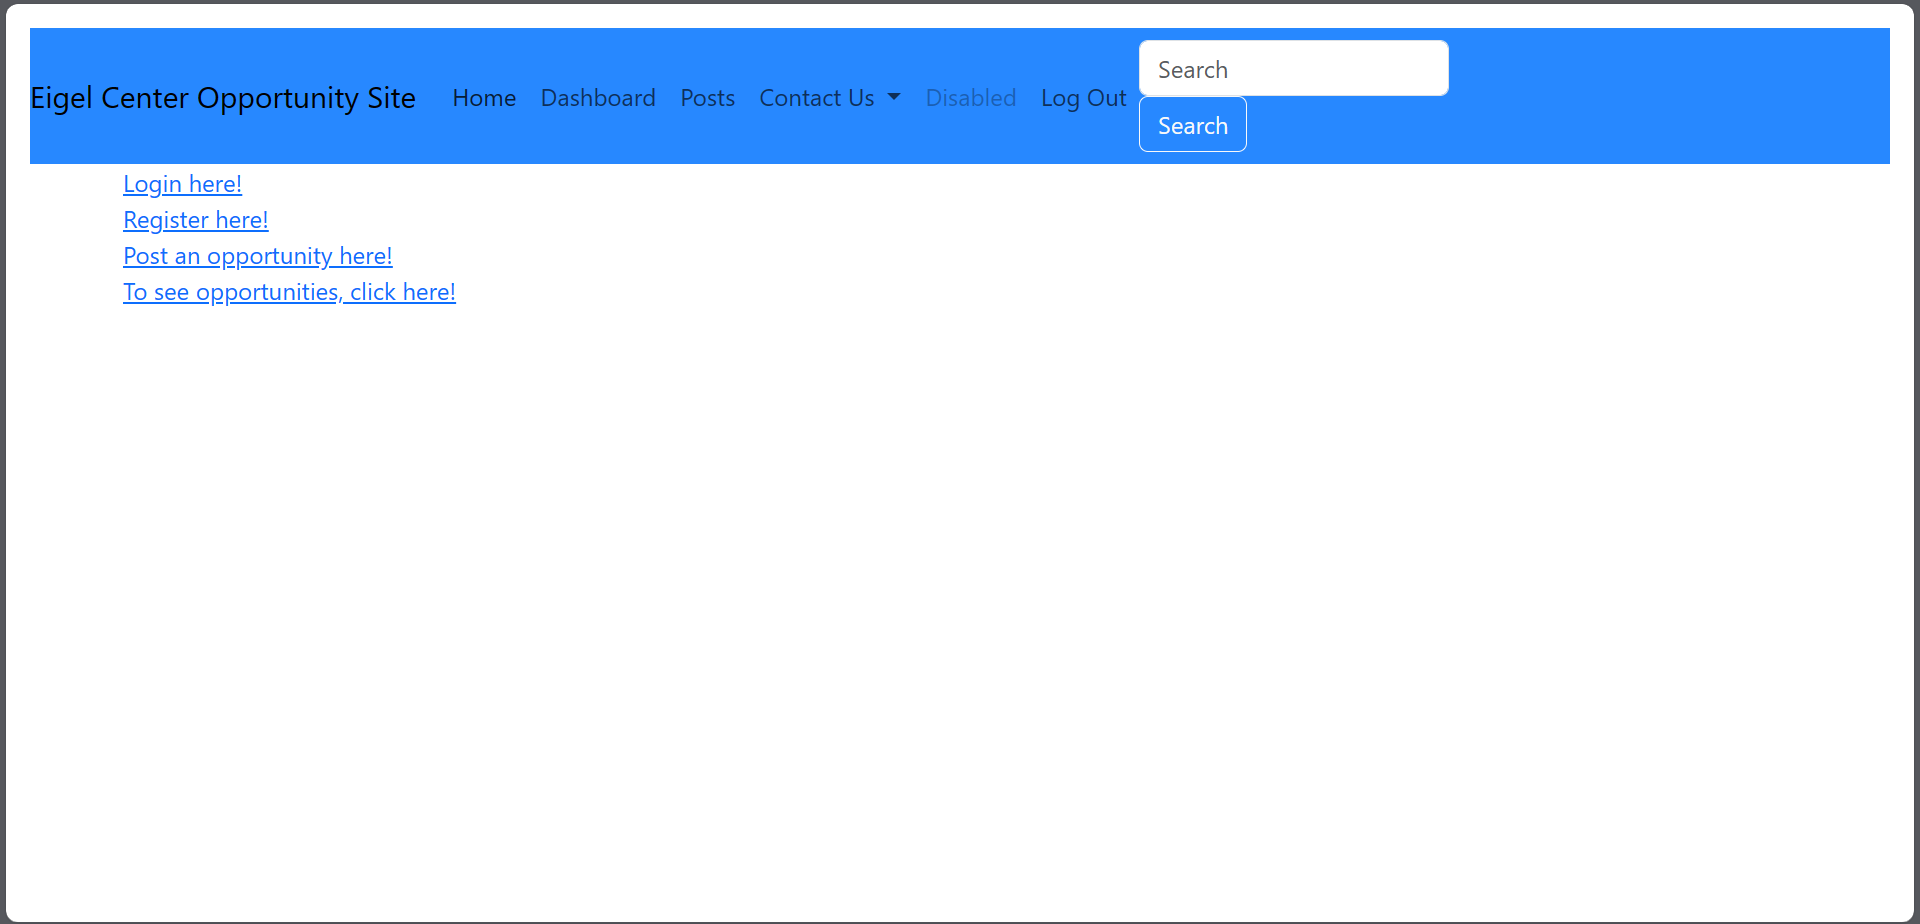 Eigel Center Opportunity Site Home Dashboard Posts Contact Us Disabled Log Out
Search
Search
Login here!
Register here!
Post an opportunity here!
To see opportunities, click here!